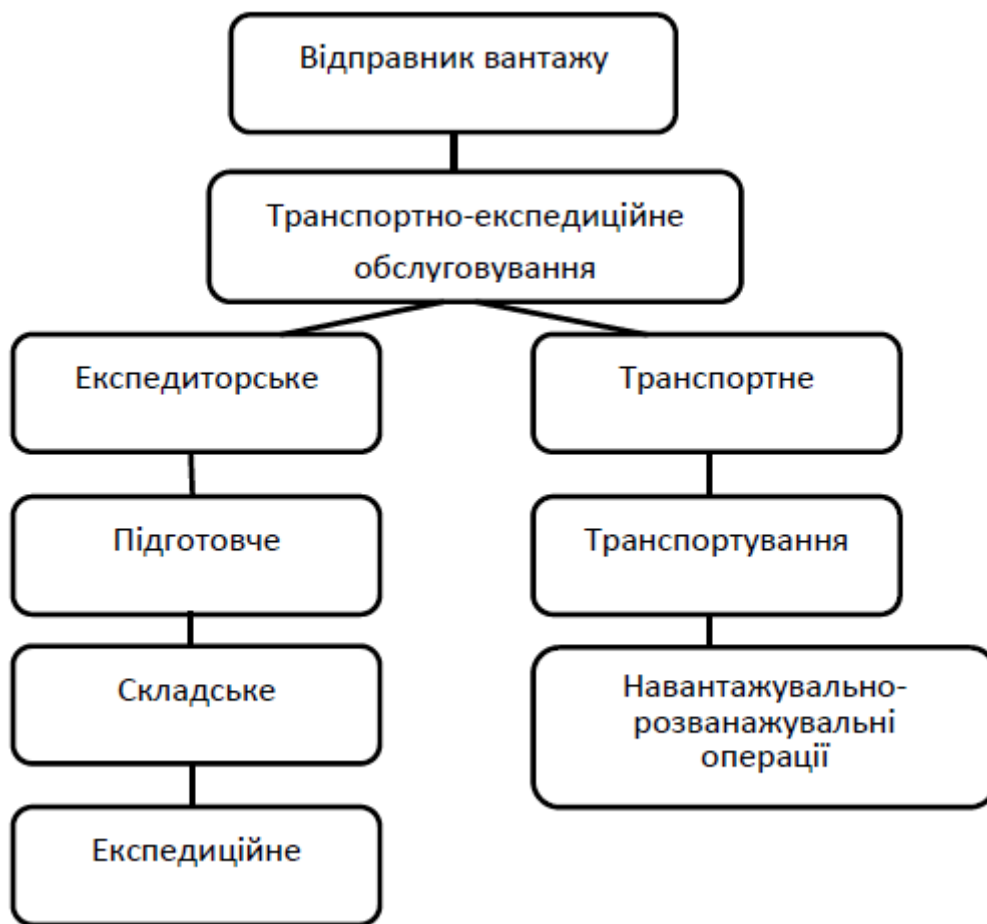 Відправник вантажу
Транспортно-експедиційне
обслуговування
Експедиторське
Транспортне
Підготовче
Транспортування
Складське
Навантажувально-
розванажувальні
операції
Експедиційне